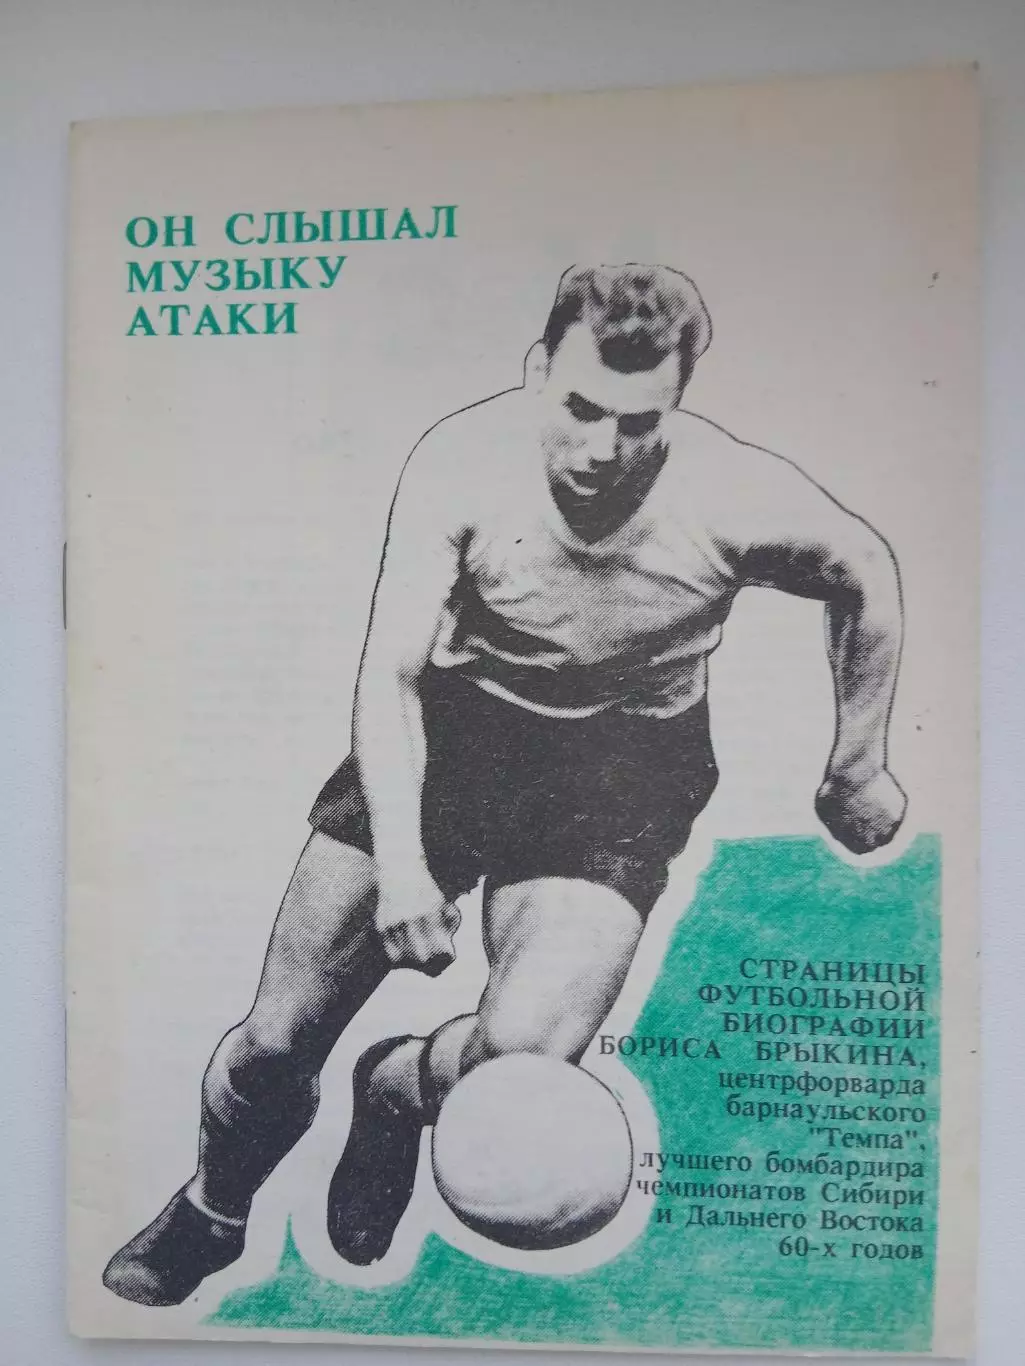 ОН СЛЫШАЛ
МУЗЫКУ
АТАКИ
СТРАНИЦЫ
ФУТБОЛЬНОЙ
БИОГРАФИИ
БОРИСА БРЫКИНА,
центрфорварда
барнаульского
"Темпа",
лучшего бомбардира
чемпионатов Сибири
и Дальнего Востока
60-х годов